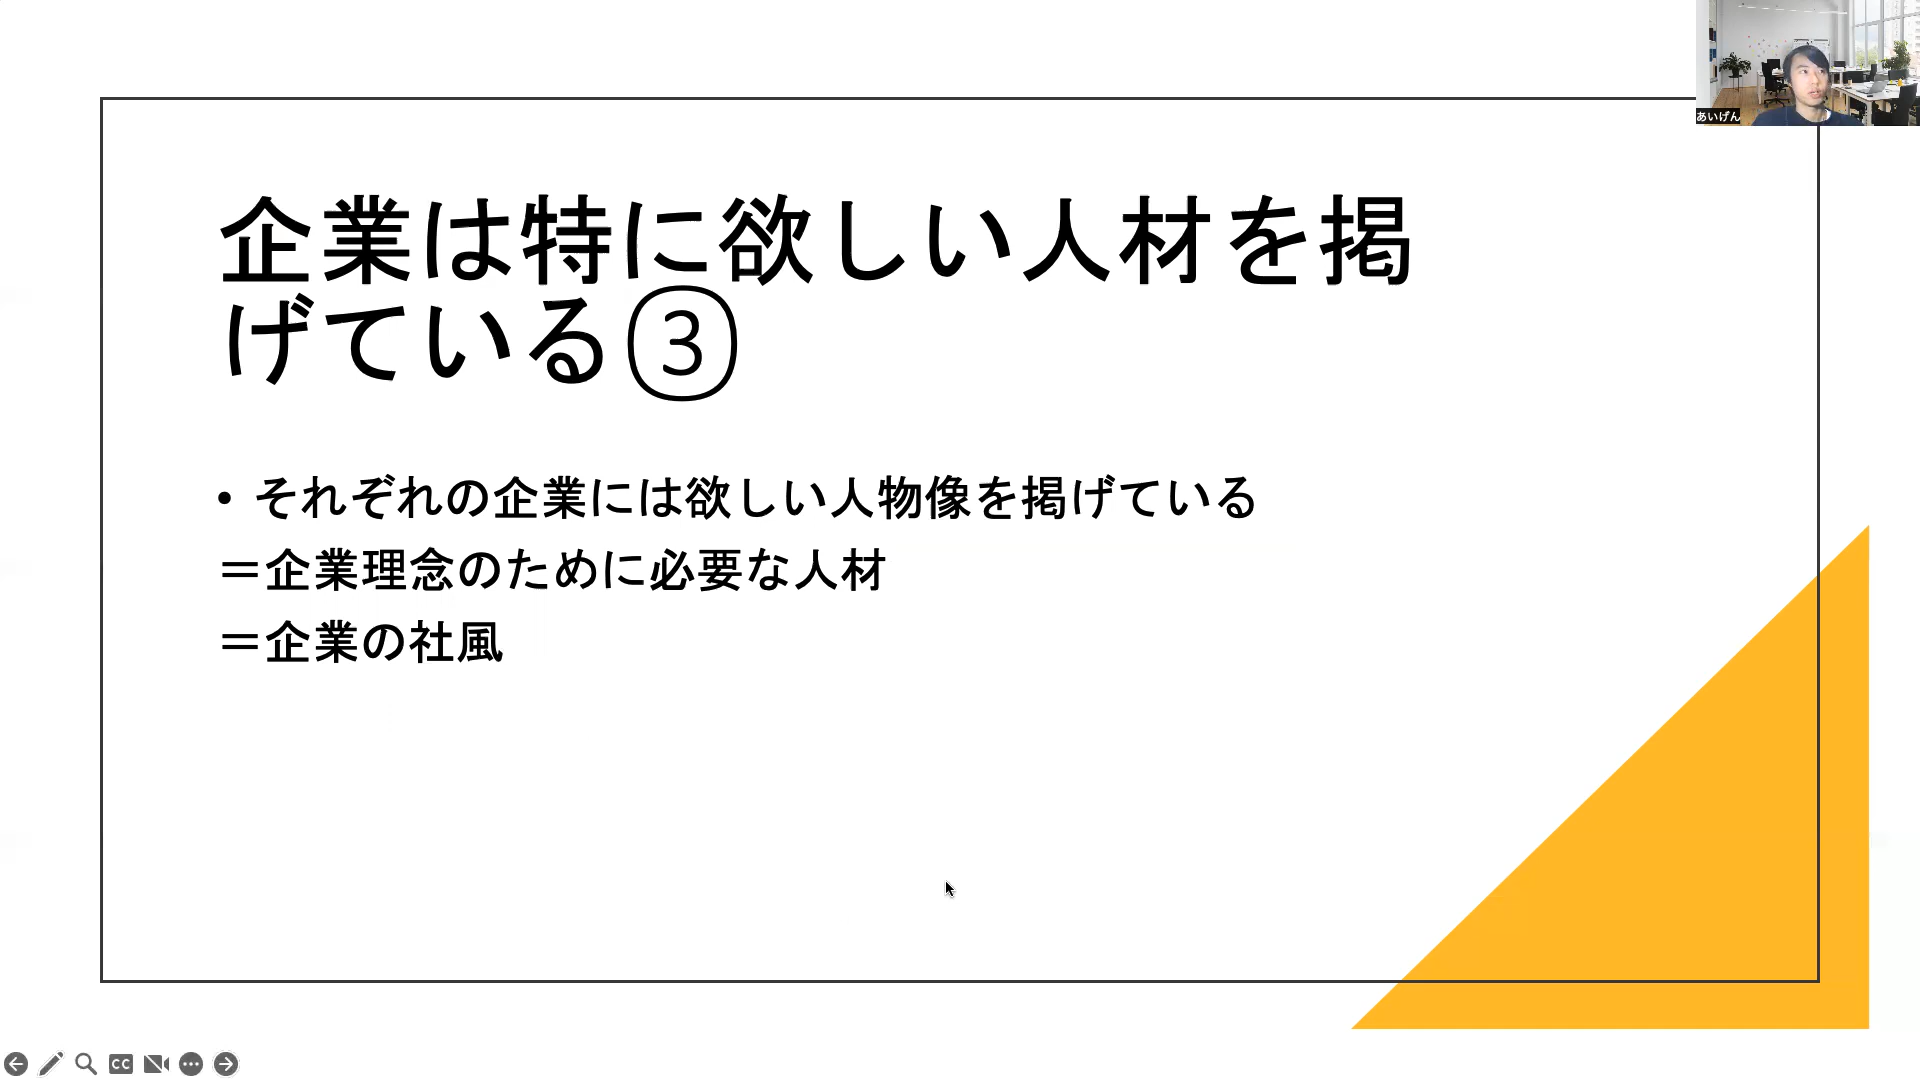 あいげん
企業は特に欲しい人材を掲
げている③
• それぞれの企業には欲しい人物像を掲げている
＝企業理念のために必要な人材
＝企業の社風
CC